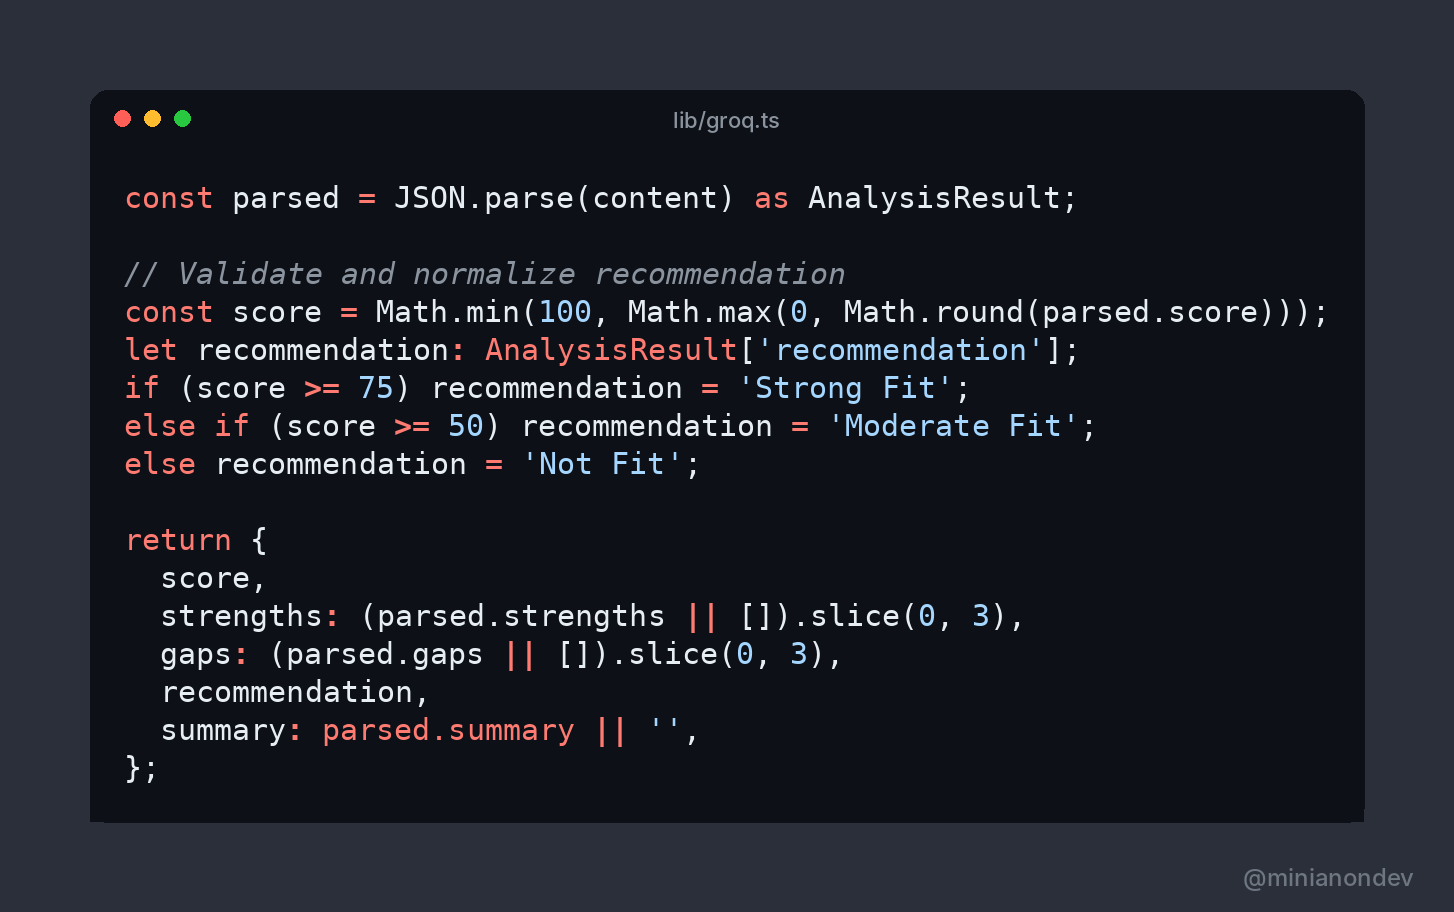 lib/groq.ts
const parsed = JSON.parse(content) as AnalysisResult;
// Validate and normalize recommendation
const score = Math.min(100, Math.max(0, Math.round(parsed.score)));
let recommendation: AnalysisResult['recommendation'];
if (score >= 75) recommendation = 'Strong Fit';
else if (score >= 50) recommendation = 'Moderate Fit';
else recommendation = 'Not Fit';
return {
  score,
  strengths: (parsed.strengths || []).slice(0, 3),
  gaps: (parsed.gaps || []).slice(0, 3),
  recommendation,
  summary: parsed.summary || '',
};
@minianondev